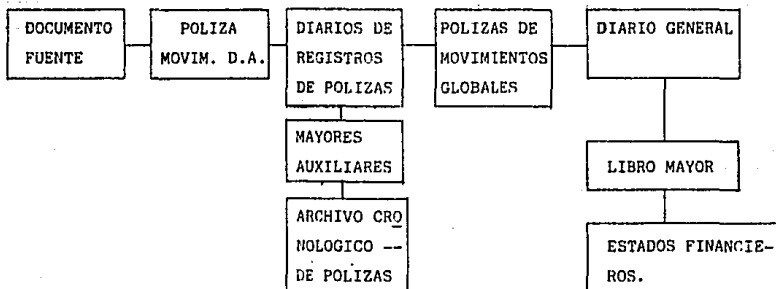 DOCUMENTO
FUENTE
POLIZA
MOVIM. D.A.
DIARIOS DE
REGISTROS
DE POLIZAS
POLIZAS DE
MOVIMIENTOS
GLOBALES
DIARIO GENERAL
MAYORES
AUXILIARES
LIBRO MAYOR
ARCHIVO CRO
NOLOGICO --
DE POLIZAS
ESTADOS FINANCIE-
ROS.